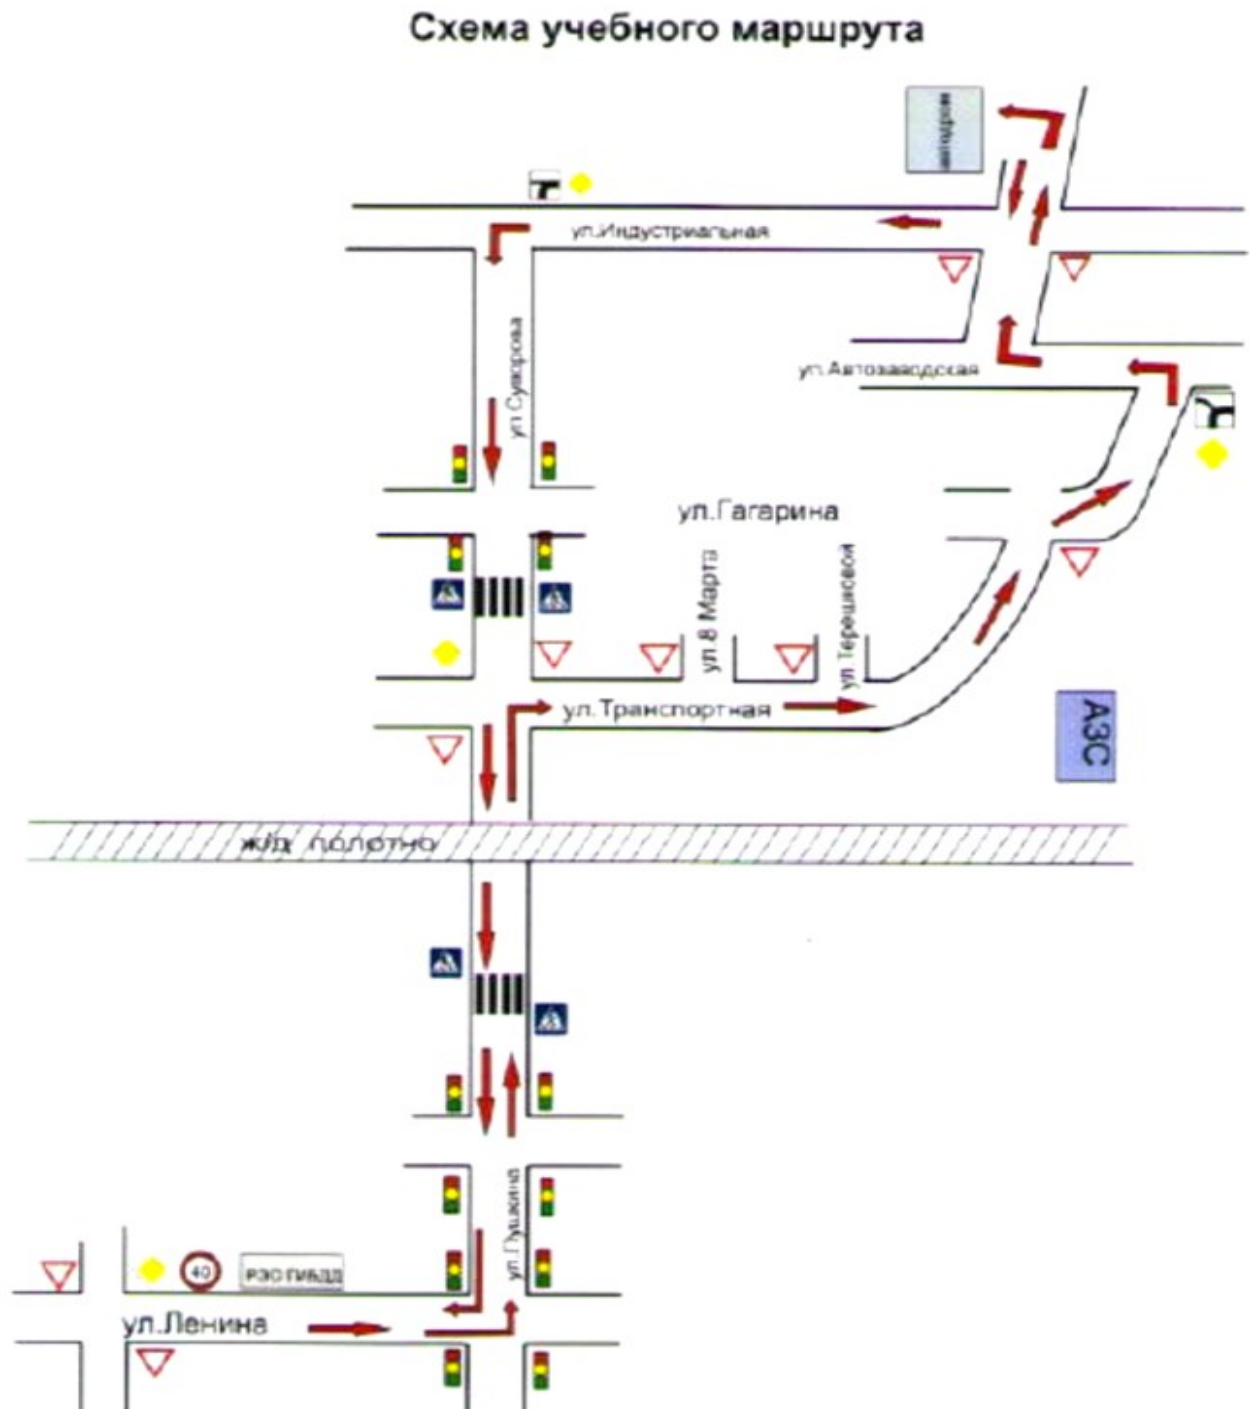 Схема учебного маршрута
ул.Индустриальная
ул.Суворова
ул.Автозаводская
ул.Гагарина
ул.8 Марта
ул.Терешковой
ул.Транспортная
АЗС
ж/д полотно
ул.Пушкина
40
РЭО ГИБДД
ул.Ленина